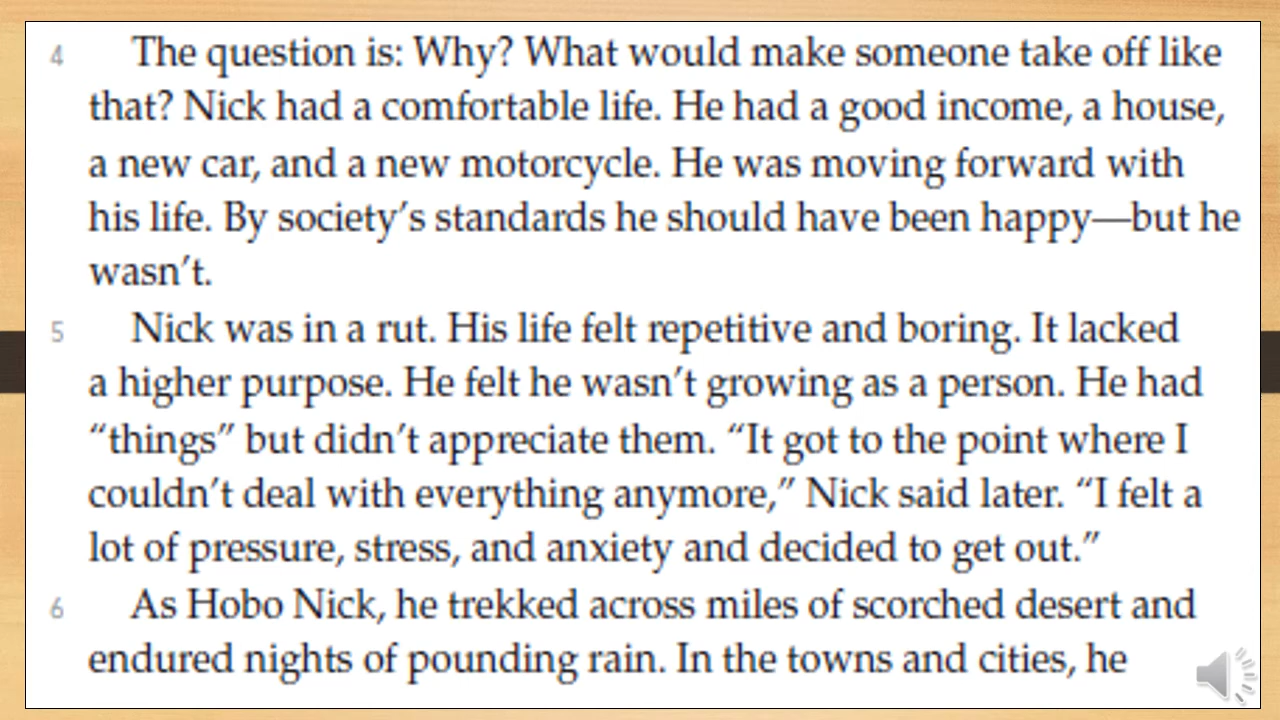 4 The question is: Why? What would make someone take off like
that? Nick had a comfortable life. He had a good income, a house,
a new car, and a new motorcycle. He was moving forward with
his life. By society’s standards he should have been happy—but he
wasn’t.
5 Nick was in a rut. His life felt repetitive and boring. It lacked
a higher purpose. He felt he wasn’t growing as a person. He had
“things” but didn’t appreciate them. “It got to the point where I
couldn’t deal with everything anymore,” Nick said later. “I felt a
lot of pressure, stress, and anxiety and decided to get out.”
6 As Hobo Nick, he trekked across miles of scorched desert and
endured nights of pounding rain. In the towns and cities, he